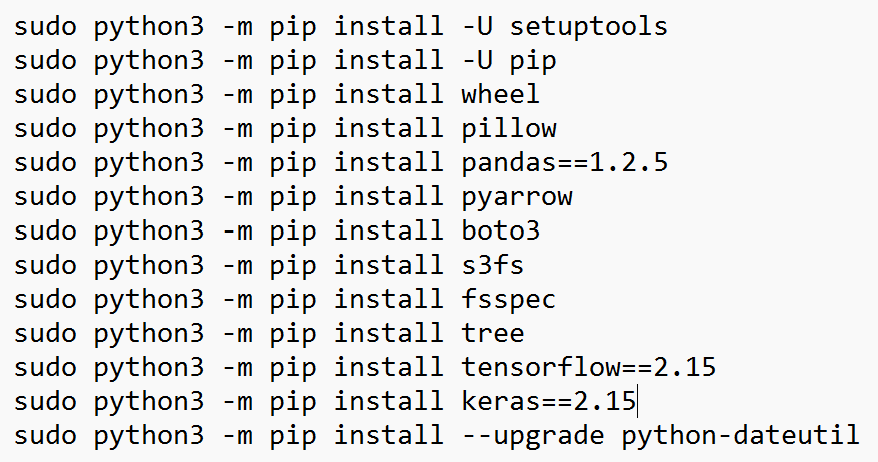 sudo python3 -m pip install -U setuptools
sudo python3 -m pip install -U pip
sudo python3 -m pip install wheel
sudo python3 -m pip install pillow
sudo python3 -m pip install pandas==1.2.5
sudo python3 -m pip install pyarrow
sudo python3 -m pip install boto3
sudo python3 -m pip install s3fs
sudo python3 -m pip install fsspec
sudo python3 -m pip install tree
sudo python3 -m pip install tensorflow==2.15
sudo python3 -m pip install keras==2.15
sudo python3 -m pip install --upgrade python-dateutil